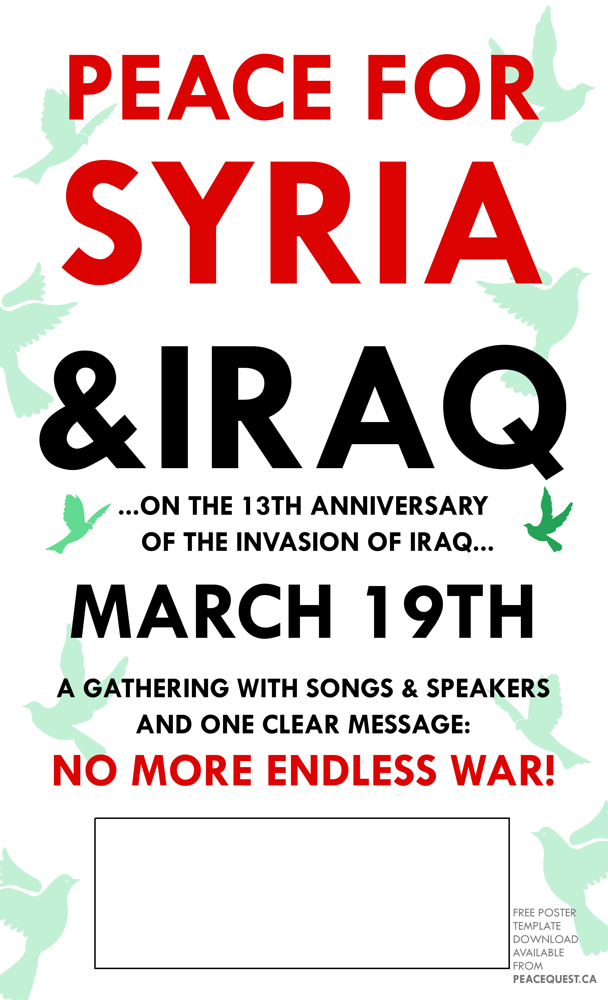 PEACE FOR
SYRIA
&IRAQ
...ON THE 13TH ANNIVERSARY
OF THE INVASION OF IRAQ...
MARCH 19TH
A GATHERING WITH SONGS & SPEAKERS
AND ONE CLEAR MESSAGE:
NO MORE ENDLESS WAR!
FREE POSTER
TEMPLATE
DOWNLOAD
AVAILABLE
FROM
PEACEQUEST.CA